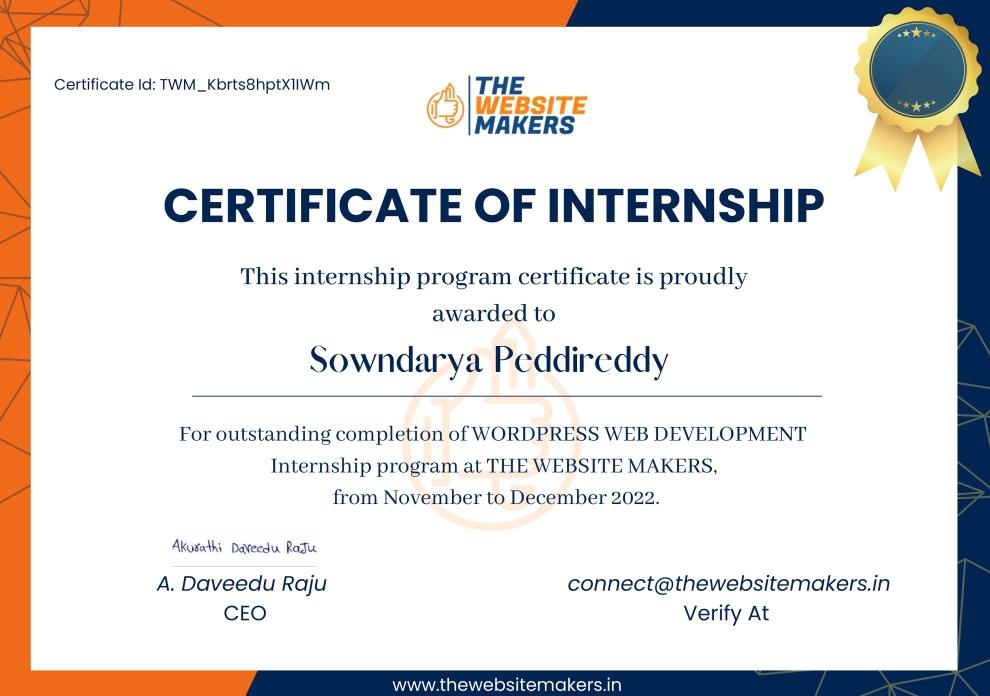 Certificate Id: TWM_Kbrts8hptX1IWm
THE
WEBSITE
MAKERS
CERTIFICATE OF INTERNSHIP
This internship program certificate is proudly
awarded to
Sowndarya Peddireddy
For outstanding completion of WORDPRESS WEB DEVELOPMENT
Internship program at THE WEBSITE MAKERS,
from November to December 2022.
Akurathi Daveedu Raju
A. Daveedu Raju
CEO
connect@thewebsitemakers.in
Verify At
www.thewebsitemakers.in